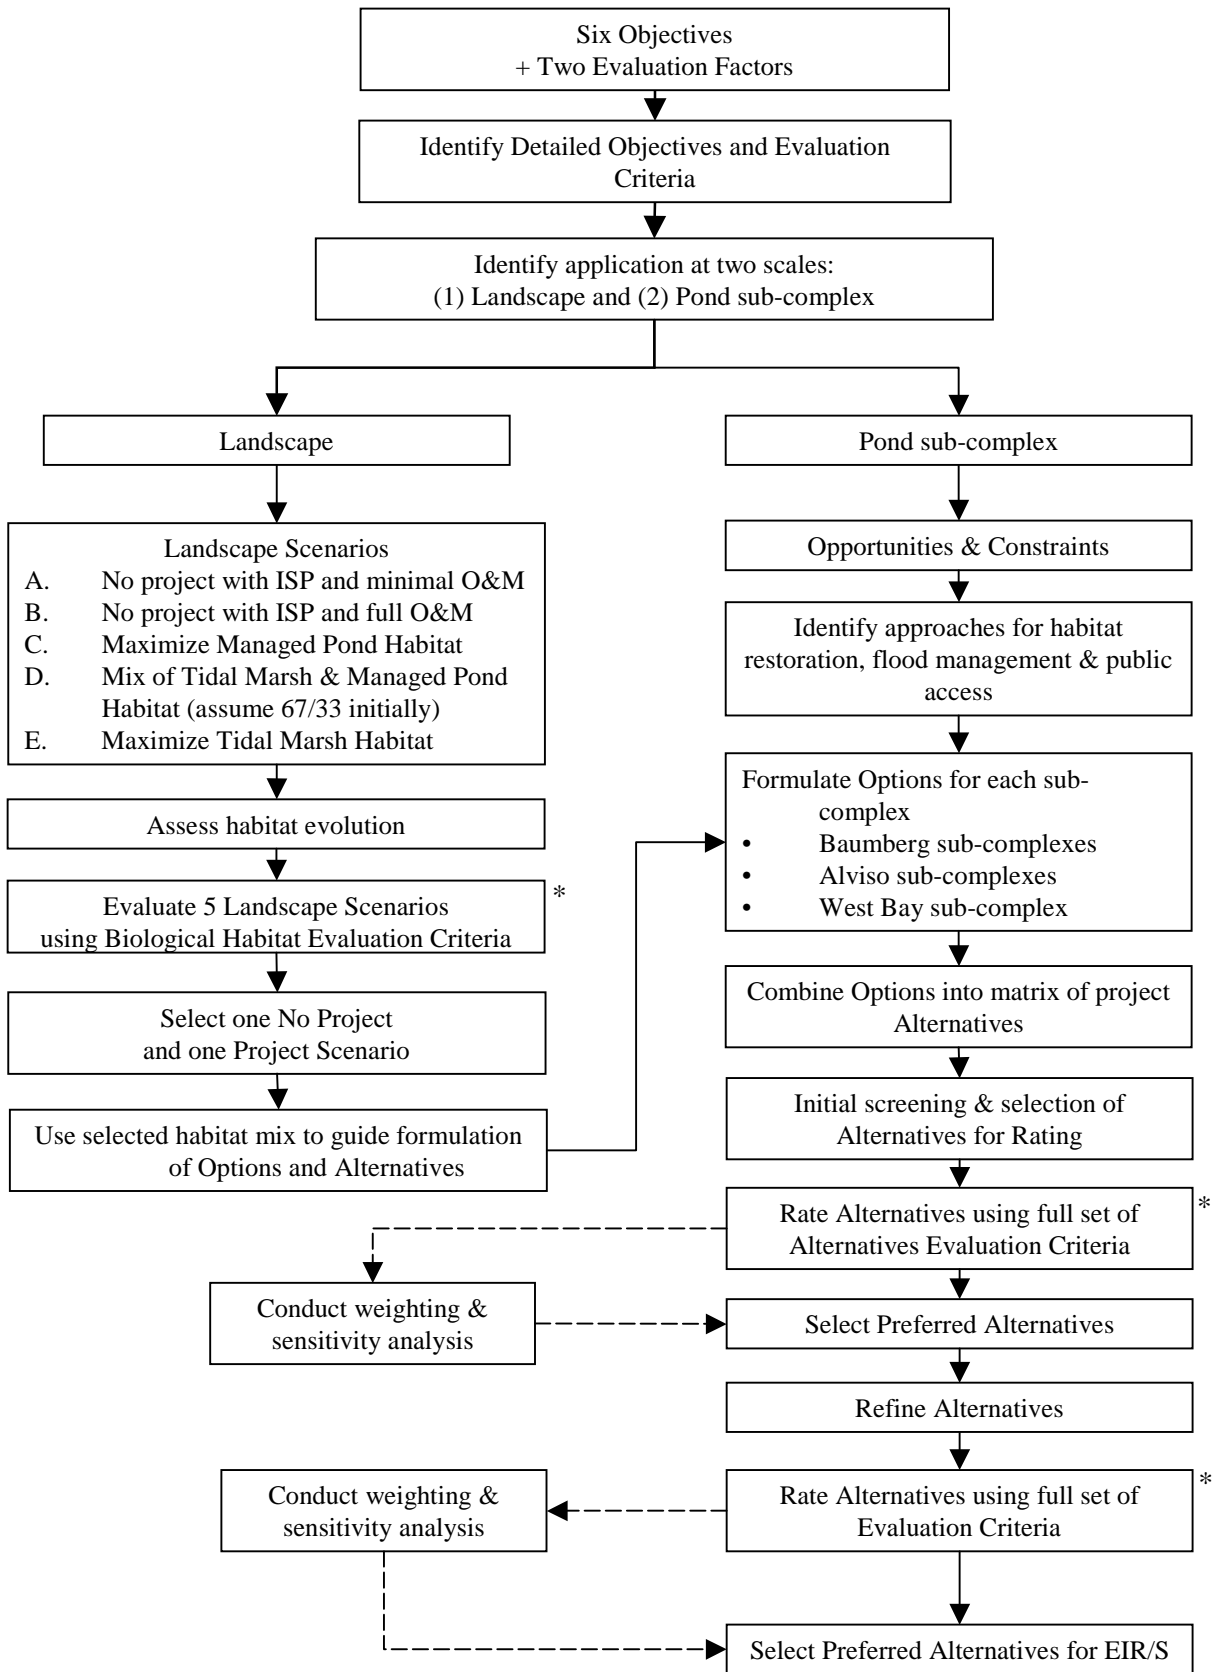 Six Objectives
+ Two Evaluation Factors
Identify Detailed Objectives and Evaluation
Criteria
Identify application at two scales:
(1) Landscape and (2) Pond sub-complex
Landscape
Landscape Scenarios
A. No project with ISP and minimal O&M
B. No project with ISP and full O&M
C. Maximize Managed Pond Habitat
D. Mix of Tidal Marsh & Managed Pond
Habitat (assume 67/33 initially)
E. Maximize Tidal Marsh Habitat
Assess habitat evolution
Evaluate 5 Landscape Scenarios
using Biological Habitat Evaluation Criteria
*
Select one No Project
and one Project Scenario
Use selected habitat mix to guide formulation
of Options and Alternatives
Pond sub-complex
Opportunities & Constraints
Identify approaches for habitat
restoration, flood management & public
access
Formulate Options for each sub-
complex
• Baumberg sub-complexes
• Alviso sub-complexes
• West Bay sub-complex
Combine Options into matrix of project
Alternatives
Initial screening & selection of
Alternatives for Rating
Rate Alternatives using full set of
Alternatives Evaluation Criteria
*
Conduct weighting &
sensitivity analysis
Select Preferred Alternatives
Refine Alternatives
Rate Alternatives using full set of
Evaluation Criteria
*
Conduct weighting &
sensitivity analysis
Select Preferred Alternatives for EIR/S